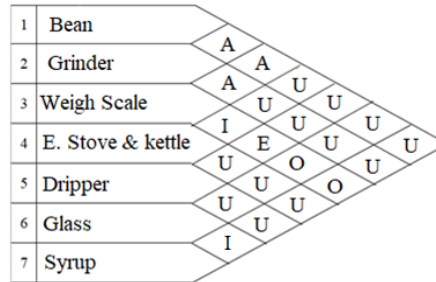 1 Bean
A
2 Grinder A
A U
3 Weigh Scale U U
I U U
4 E. Stove & kettle E U U
U O U
5 Dripper U O
U U
6 Glass U
I
7 Syrup